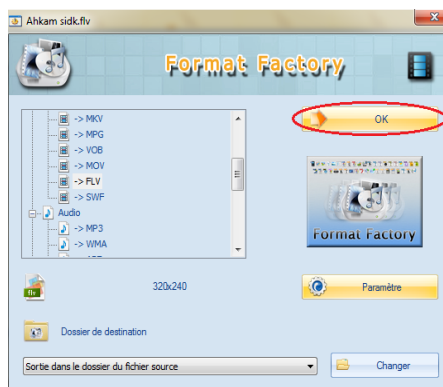 Ahkam sidk.flv
Format Factory
-> MKV
-> MPG
-> VOB
-> MOV
-> FLV
-> SWF
Audio
-> MP3
-> WMA
OK
Format Factory
flv
320x240
Paramètre
Dossier de destination
Sortie dans le dossier du fichier source
Changer